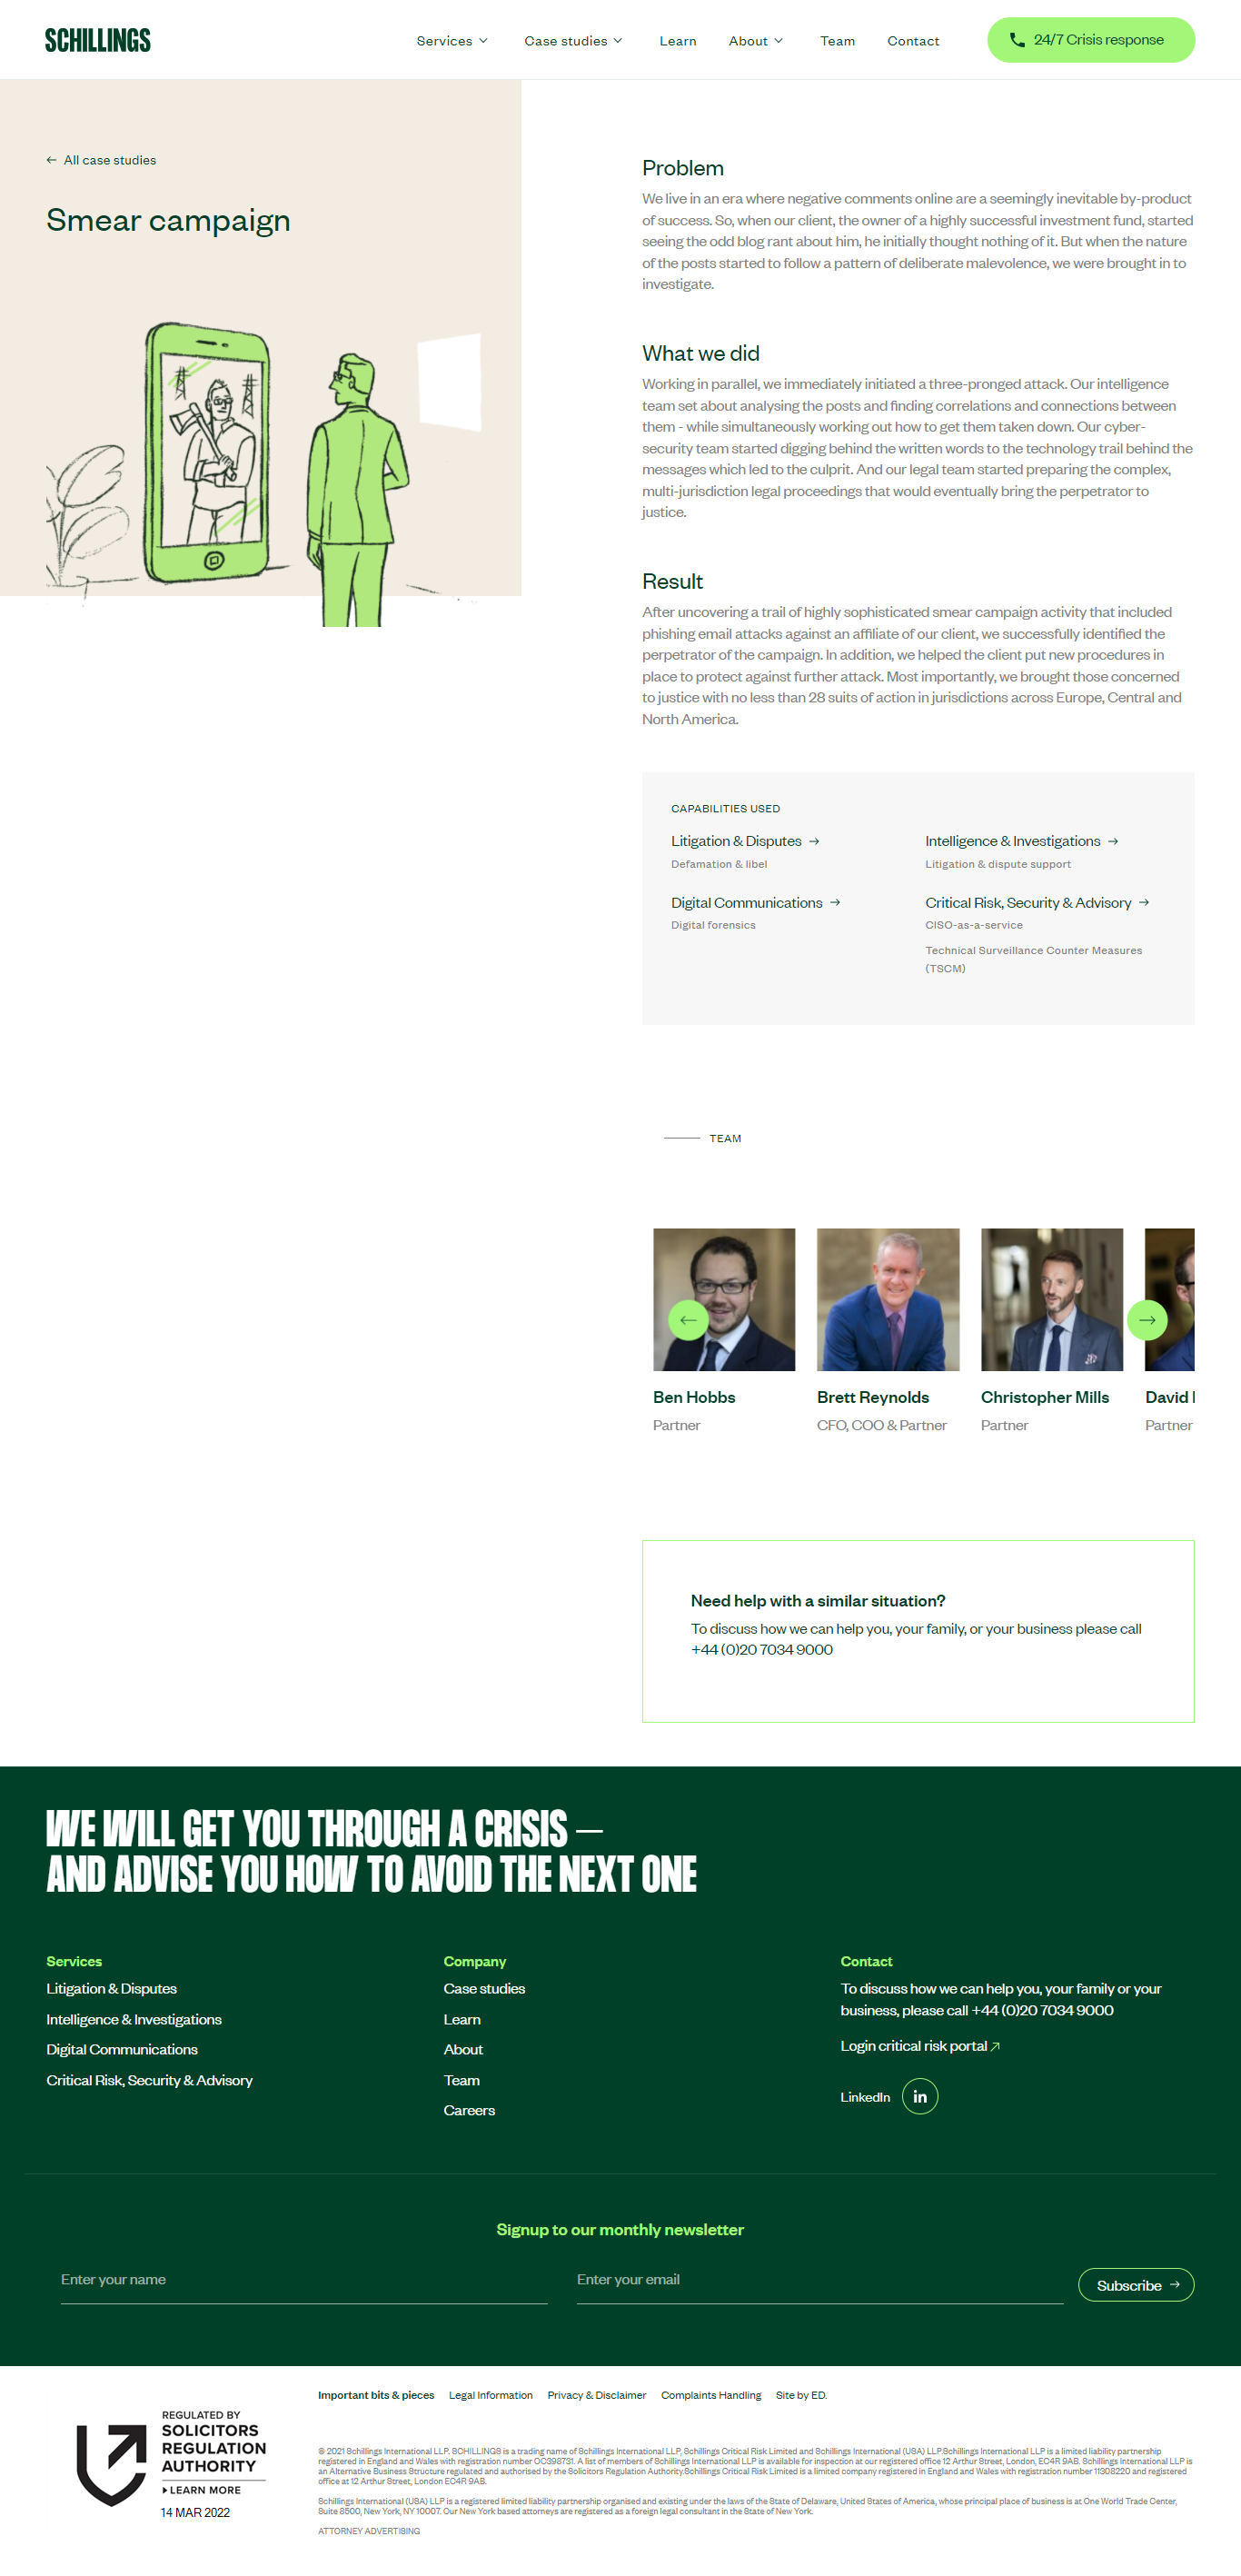 SCHILLINGS
Services
Case studies
Learn
About
Team
Contact
24/7 Crisis response
← All case studies
Smear campaign
Problem
We live in an era where negative comments online are a seemingly inevitable by-product
of success. So, when our client, the owner of a highly successful investment fund, started
seeing the odd blog rant about him, he initially thought nothing of it. But when the nature
of the posts started to follow a pattern of deliberate malevolence, we were brought in to
investigate.
What we did
Working in parallel, we immediately initiated a three-pronged attack. Our intelligence
team set about analysing the posts and finding correlations and connections between
them - while simultaneously working out how to get them taken down. Our cyber-
security team started digging behind the written words to the technology trail behind the
messages which led to the culprit. And our legal team started preparing the complex,
multi-jurisdiction legal proceedings that would eventually bring the perpetrator to
justice.
Result
After uncovering a trail of highly sophisticated smear campaign activity that included
phishing email attacks against an affiliate of our client, we successfully identified the
perpetrator of the campaign. In addition, we helped the client put new procedures in
place to protect against further attack. Most importantly, we brought those concerned
to justice with no less than 28 suits of action in jurisdictions across Europe, Central and
North America.
CAPABILITIES USED
Litigation & Disputes →
Defamation & libel
Intelligence & Investigations →
Litigation & dispute support
Digital Communications →
Digital forensics
Critical Risk, Security & Advisory →
CISO-as-a-service
Technical Surveillance Counter Measures
(TSCM)
TEAM
Ben Hobbs
Partner
Brett Reynolds
CFO, COO & Partner
Christopher Mills
Partner
David
Partner
Need help with a similar situation?
To discuss how we can help you, your family, or your business please call
+44 (0)20 7034 9000
WE WILL GET YOU THROUGH A CRISIS —
AND ADVISE YOU HOW TO AVOID THE NEXT ONE
Services
Litigation & Disputes
Intelligence & Investigations
Digital Communications
Critical Risk, Security & Advisory
Company
Case studies
Learn
About
Team
Careers
Contact
To discuss how we can help you, your family or your
business, please call +44 (0)20 7034 9000
Login critical risk portal ↗
LinkedIn in
Signup to our monthly newsletter
Enter your name
Enter your email
Subscribe →
REGULATED BY
SOLICITORS
REGULATION
AUTHORITY
LEARN MORE
14 MAR 2022
Important bits & pieces Legal Information Privacy & Disclaimer Complaints Handling Site by ED.
© 2021 Schillings International LLP. SCHILLINGS is a trading name of Schillings International LLP, Schillings Critical Risk Limited and Schillings International (USA) LLP.Schillings International LLP is a limited liability partnership
registered in England and Wales with registration number OC398731. A list of members of Schillings International LLP is available for inspection at our registered office 12 Arthur Street, London, EC4R 9AB. Schillings International LLP is
an Alternative Business Structure regulated and authorised by the Solicitors Regulation Authority.Schillings Critical Risk Limited is a limited company registered in England and Wales with registration number 11308220 and registered
office at 12 Arthur Street, London EC4R 9AB.
Schillings International (USA) LLP is a registered limited liability partnership organised and existing under the laws of the State of Delaware, United States of America, whose principal place of business is at One World Trade Center,
Suite 8500, New York, NY 10007. Our New York based attorneys are registered as a foreign legal consultant in the State of New York.
ATTORNEY ADVERTISING